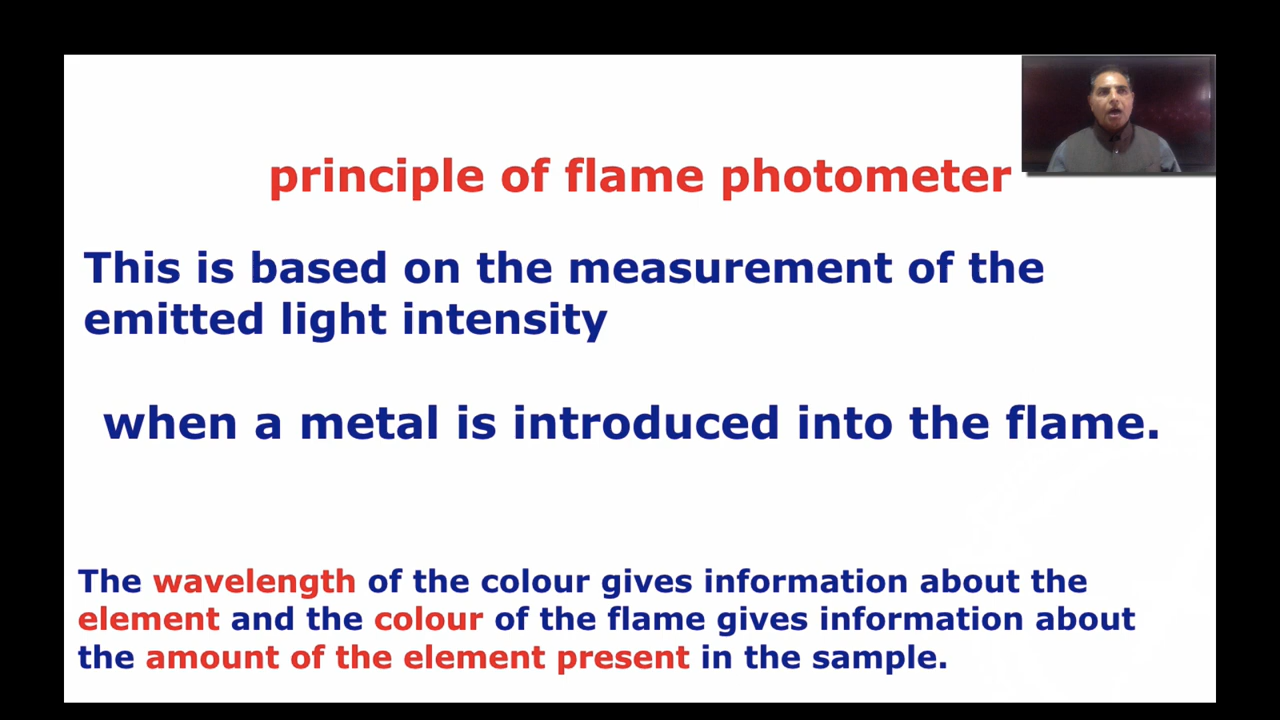 principle of flame photometer
This is based on the measurement of the
emitted light intensity
when a metal is introduced into the flame.
The wavelength of the colour gives information about the
element and the colour of the flame gives information about
the amount of the element present in the sample.